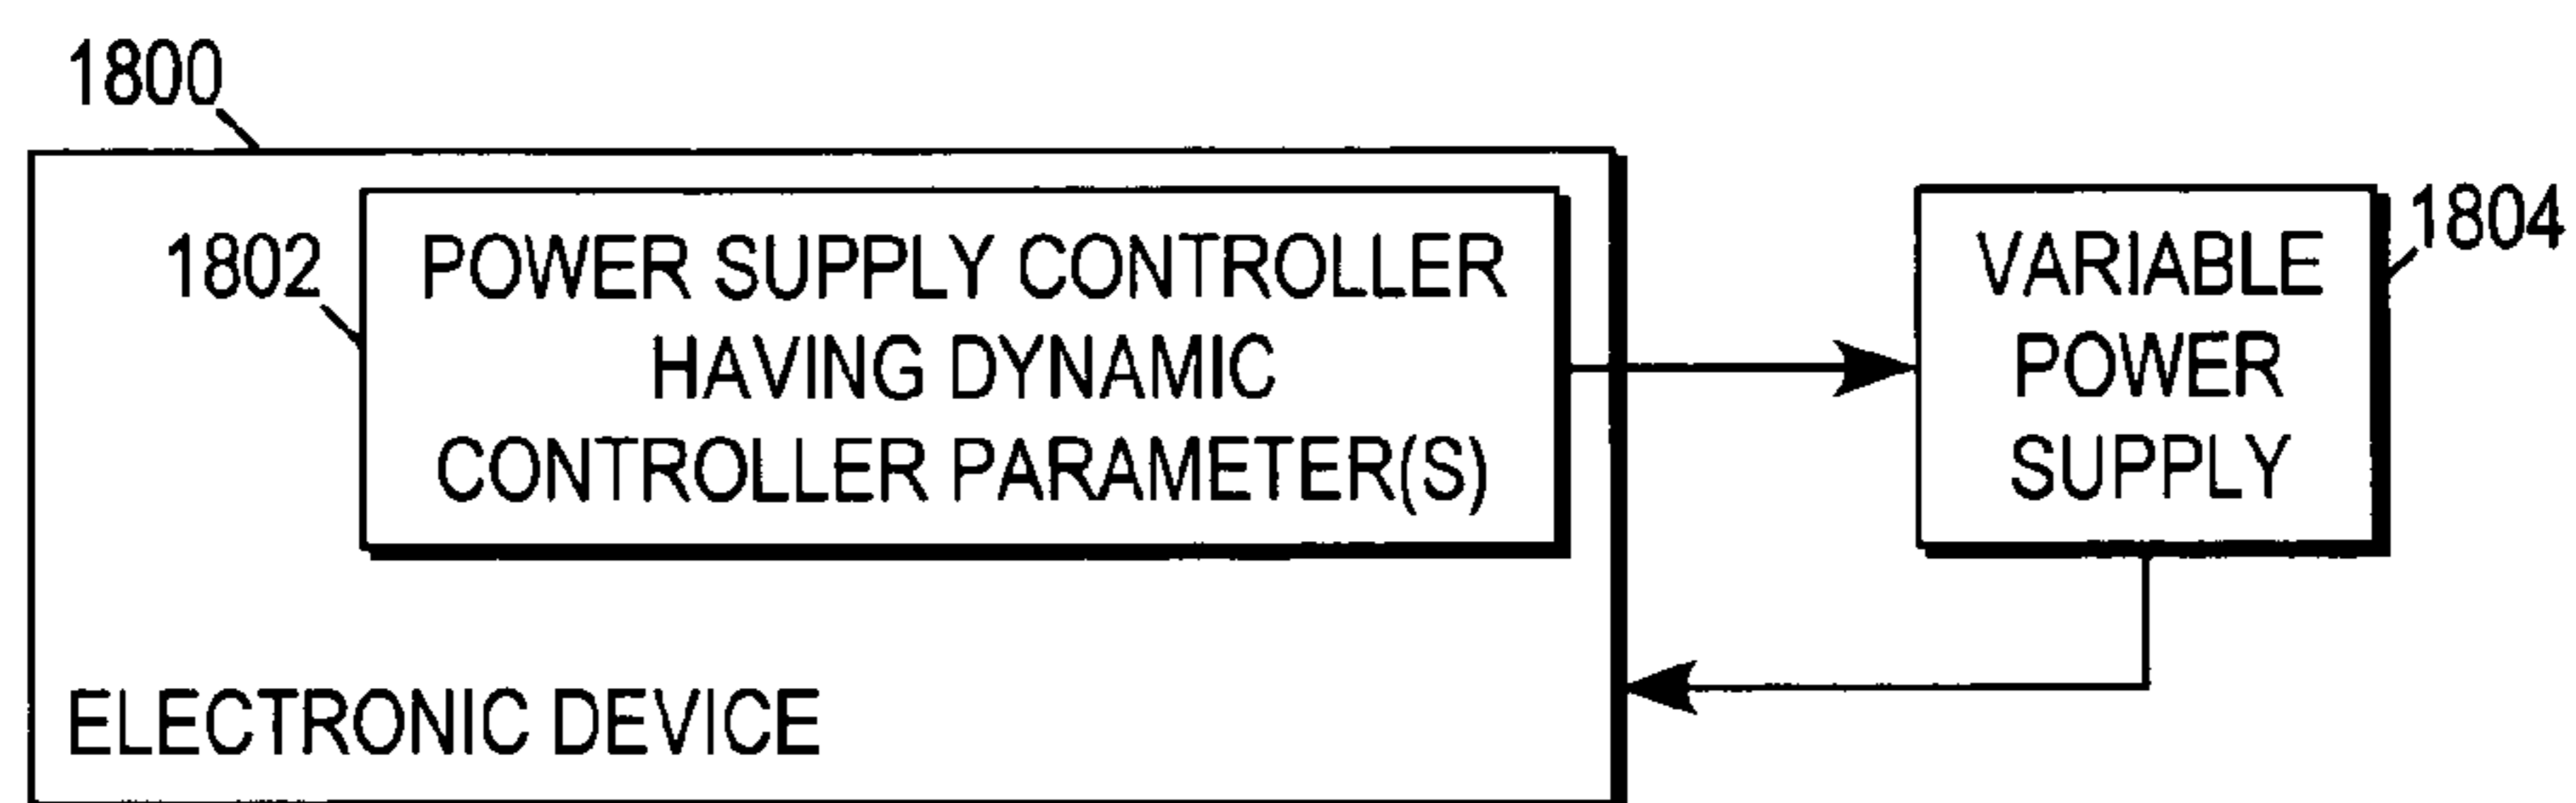 1800
1802
POWER SUPPLY CONTROLLER
HAVING DYNAMIC
CONTROLLER PARAMETER(S)
VARIABLE
POWER
SUPPLY
1804
ELECTRONIC DEVICE